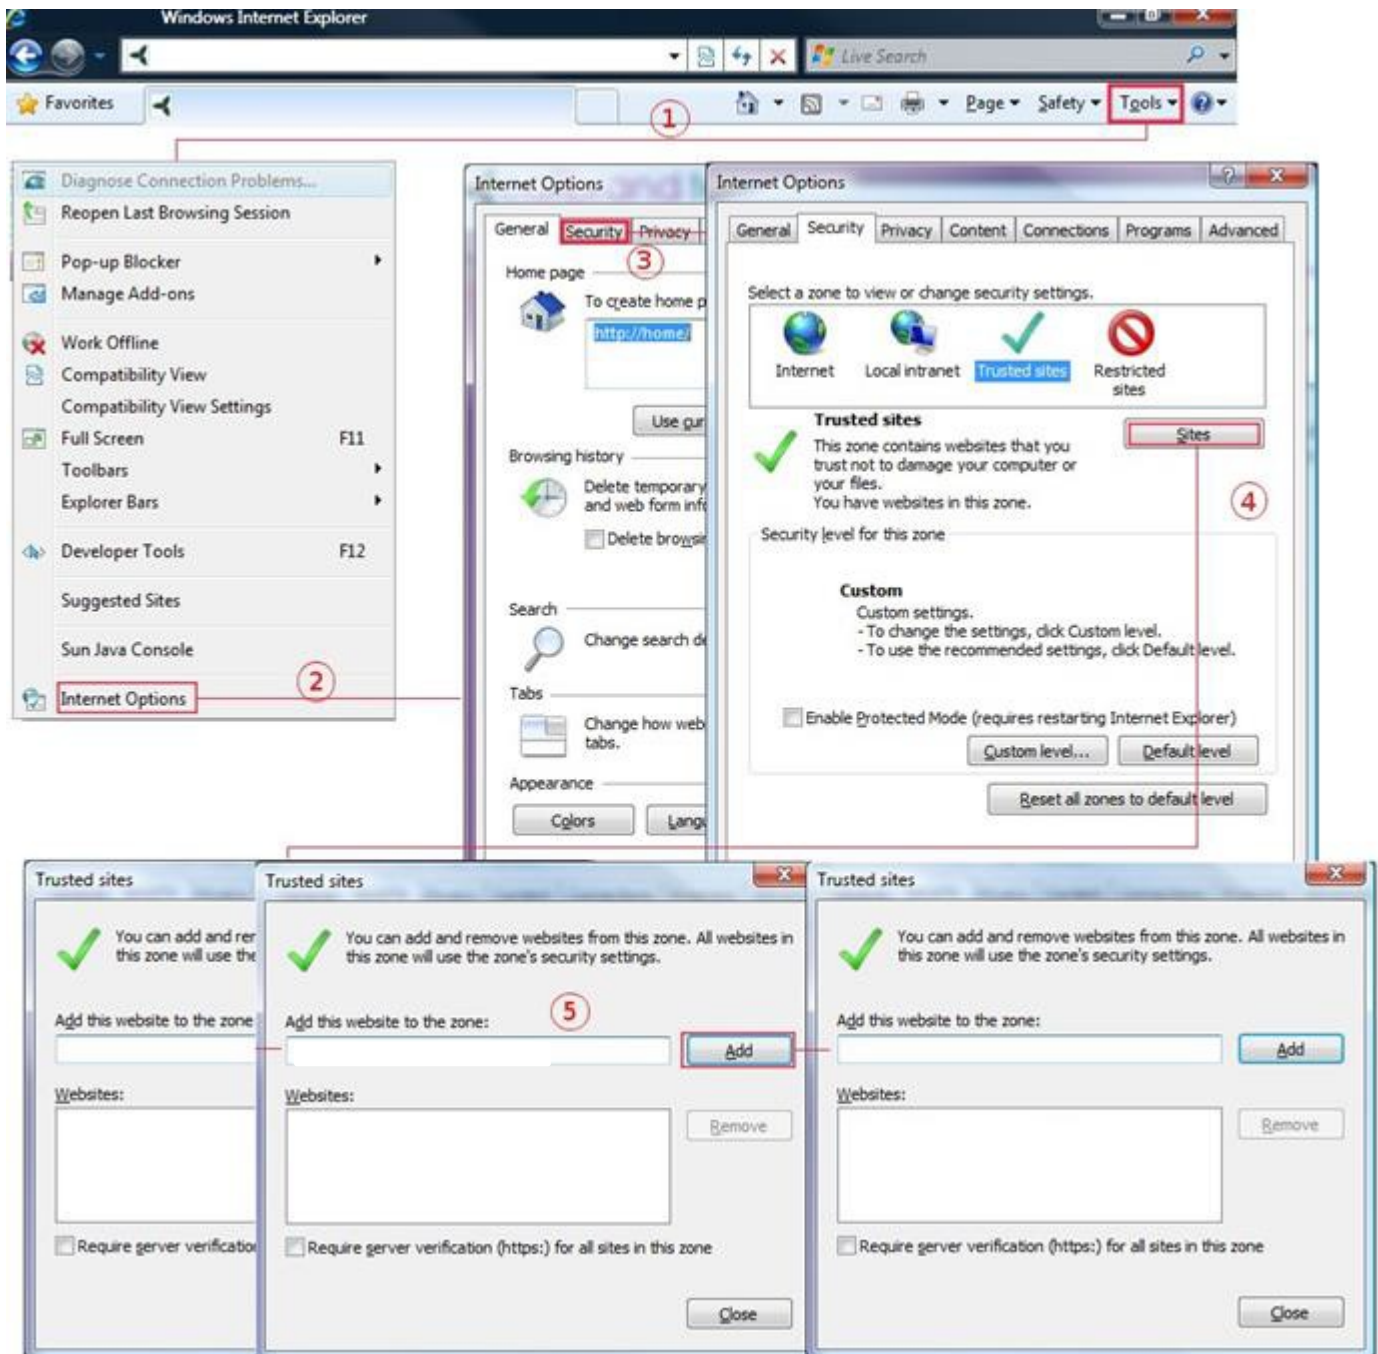 Windows Internet Explorer
Live Search
Favorites
Page
Safety
Tools
1
Diagnose Connection Problems...
Reopen Last Browsing Session
Pop-up Blocker
Manage Add-ons
Work Offline
Compatibility View
Compatibility View Settings
Full Screen F11
Toolbars
Explorer Bars
Developer Tools F12
Suggested Sites
Sun Java Console
Internet Options
2
Internet Options
General Security Privacy
3
Home page
To create home p
http://home/
Use cur
Browsing history
Delete temporary
and web form info
Delete browsin
Search
Change search de
Tabs
Change how web
tabs.
Appearance
Colors Langu
Internet Options
General Security Privacy Content Connections Programs Advanced
Select a zone to view or change security settings.
Internet Local intranet Trusted sites Restricted
sites
Trusted sites
Sites
This zone contains websites that you
trust not to damage your computer or
your files.
You have websites in this zone.
4
Security level for this zone
Custom
Custom settings.
- To change the settings, click Custom level.
- To use the recommended settings, click Default level.
Enable Protected Mode (requires restarting Internet Explorer)
Custom level... Default level
Reset all zones to default level
Trusted sites
You can add and rem
this zone will use the
Add this website to the zone
Websites:
Require server verification
Trusted sites
You can add and remove websites from this zone. All websites in
this zone will use the zone's security settings.
5
Add this website to the zone:
Add
Websites:
Remove
Require server verification (https:) for all sites in this zone
Close
Trusted sites
You can add and remove websites from this zone. All websites in
this zone will use the zone's security settings.
Add this website to the zone:
Add
Websites:
Remove
Require server verification (https:) for all sites in this zone
Close